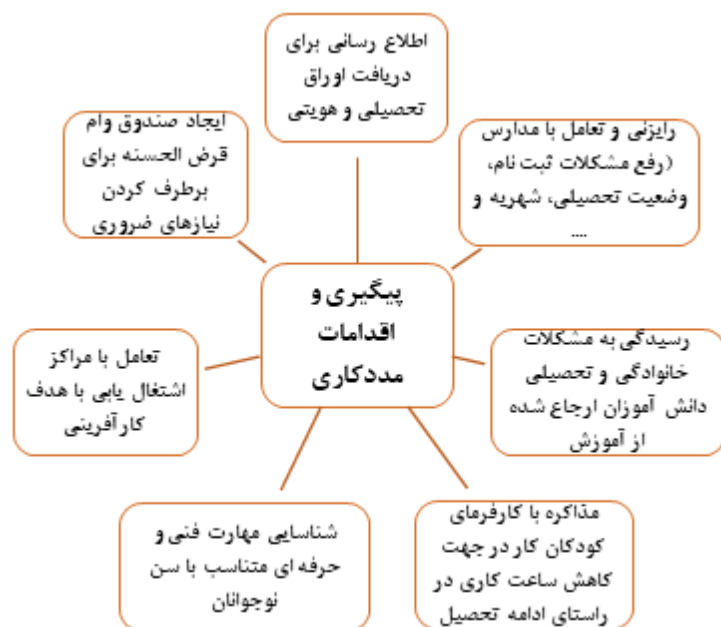 اطلاع رسانی برای
دریافت اوراق
تحصیلی و هویتی
رایزنی و تعامل با مدارس
(رفع مشکلات ثبت نام،
وضعیت تحصیلی، شهریه و
....
رسیدگی به مشکلات
خانوادگی و تحصیلی
دانش آموزان ارجاع شده
از آموزش
مذاکره با کارفرمای
کودکان کار در جهت
کاهش ساعت کاری در
راستای ادامه تحصیل
شناسایی مهارت فنی و
حرفه ای متناسب با سن
نوجوانان
تعامل با مراکز
اشتغال یابی با هدف
کارآفرینی
ایجاد صندوق وام
قرض الحسنه برای
برطرف کردن
نیازهای ضروری
پیگیری و
اقدامات
مددکاری